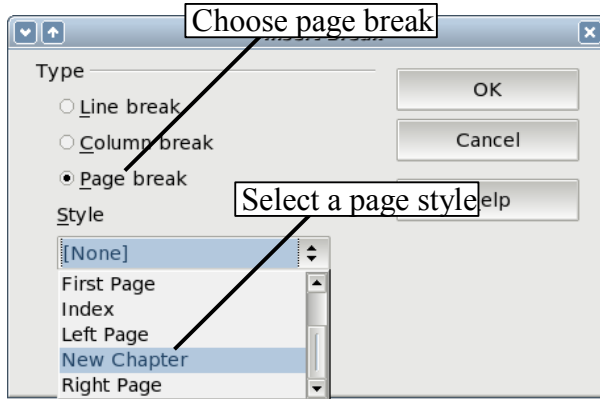 Choose page break
Type
OK
Line break
Column break
Cancel
Page break
Select a page style
Style
[None]
First Page
Index
Left Page
New Chapter
Right Page